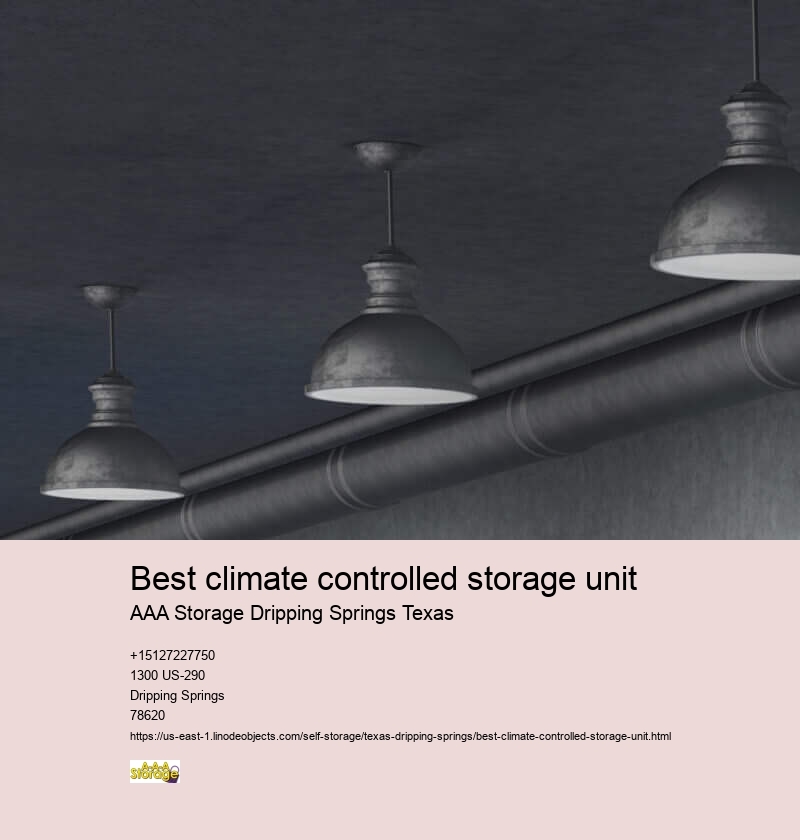 Best climate controlled storage unit
AAA Storage Dripping Springs Texas
+15127227750
1300 US-290
Dripping Springs
78620
https://us-east-1.linodeobjects.com/self-storage/texas-dripping-springs/best-climate-controlled-storage-unit.html
AAA
Storage